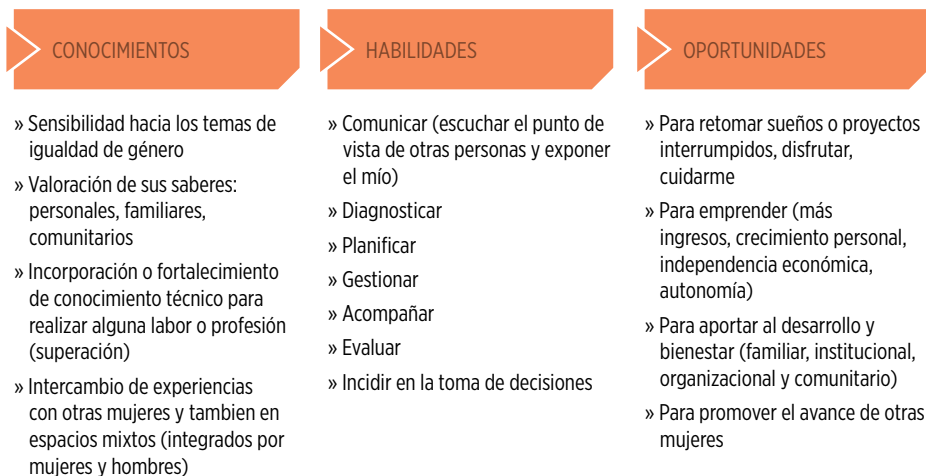 CONOCIMIENTOS
» Sensibilidad hacia los temas de
igualdad de género
» Valoración de sus saberes:
personales, familiares,
comunitarios
» Incorporación o fortalecimiento
de conocimiento técnico para
realizar alguna labor o profesión
(superación)
» Intercambio de experiencias
con otras mujeres y tambien en
espacios mixtos (integrados por
mujeres y hombres)
HABILIDADES
» Comunicar (escuchar el punto de
vista de otras personas y exponer
el mío)
» Diagnosticar
» Planificar
» Gestionar
» Acompañar
» Evaluar
» Incidir en la toma de decisiones
OPORTUNIDADES
» Para retomar sueños o proyectos
interrumpidos, disfrutar,
cuidarme
» Para emprender (más
ingresos, crecimiento personal,
independencia económica,
autonomía)
» Para aportar al desarrollo y
bienestar (familiar, institucional,
organizacional y comunitario)
» Para promover el avance de otras
mujeres